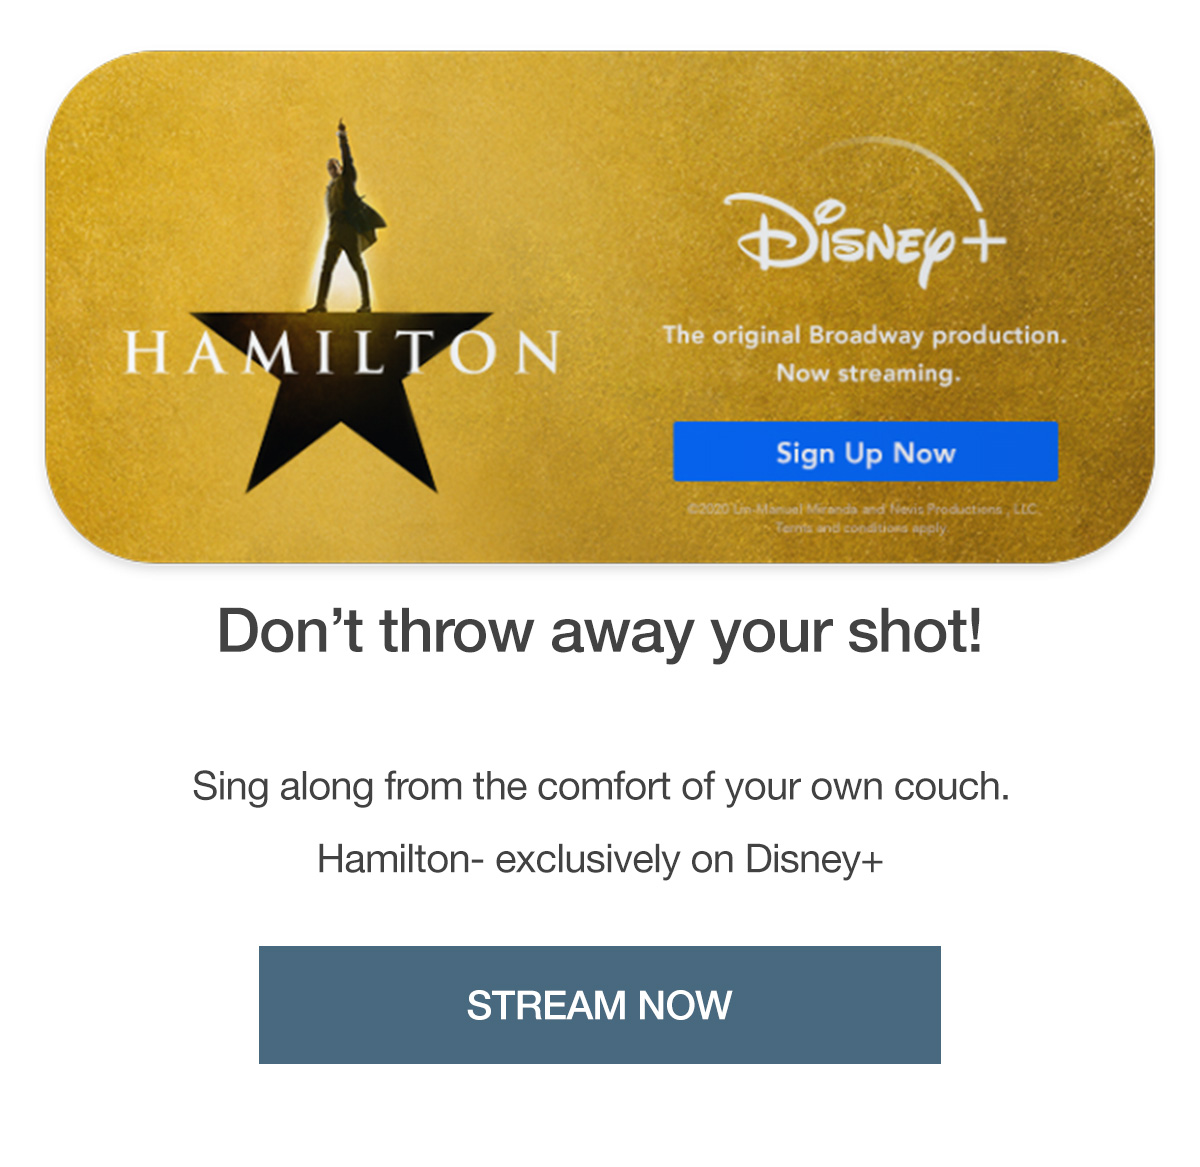 HAMILTON
Disney+
The original Broadway production.
Now streaming.
Sign Up Now
©2020 Lin-Manuel Miranda and Nevis Productions , LLC.
Terms and conditions apply.
Don’t throw away your shot!
Sing along from the comfort of your own couch.
Hamilton- exclusively on Disney+
STREAM NOW